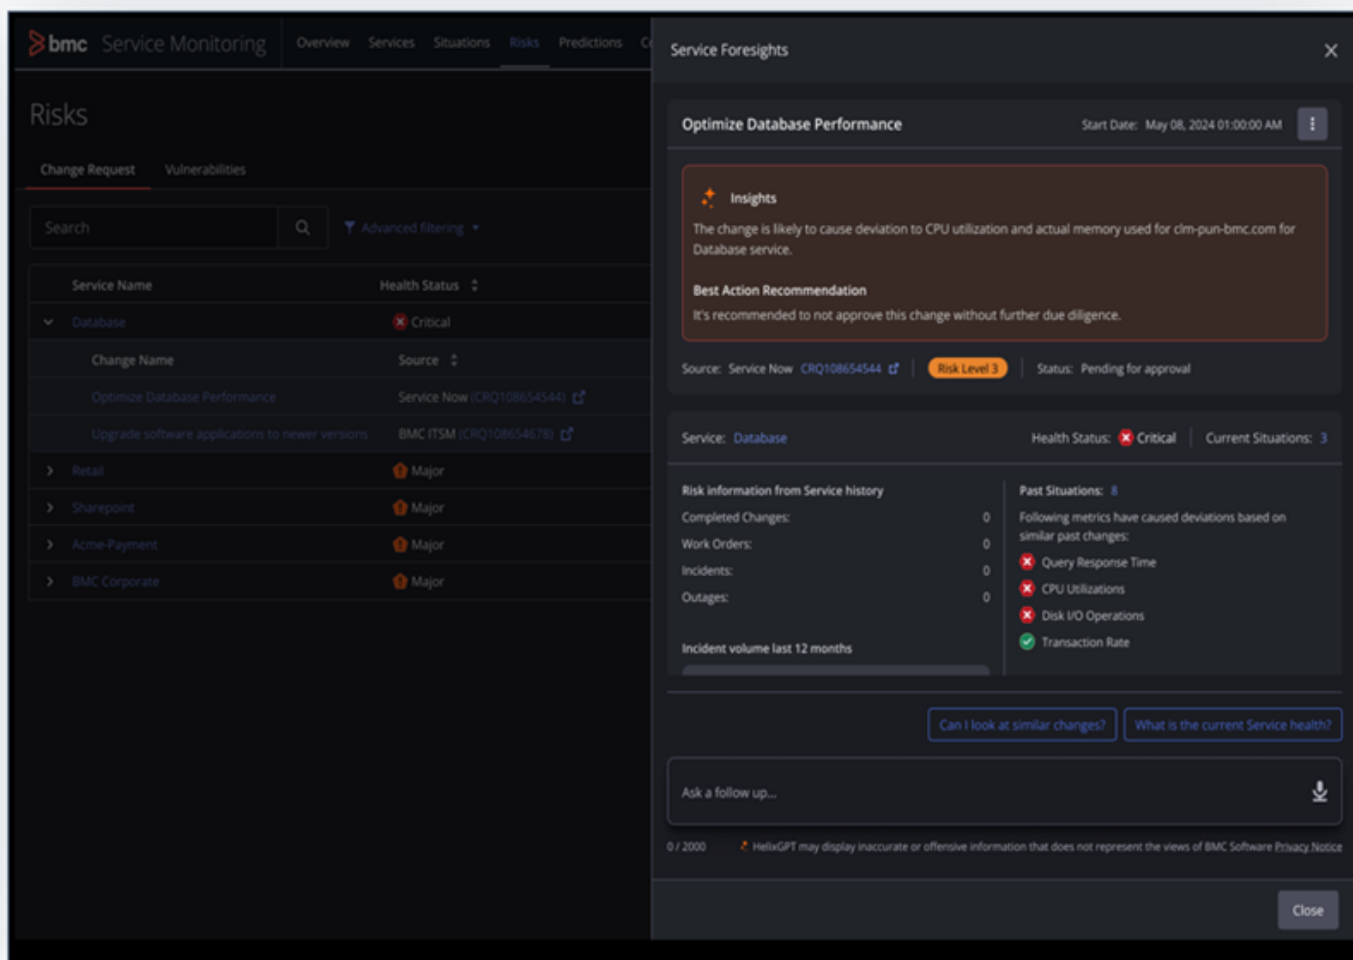 bmc Service Monitoring
Overview Services Situations Risks Predictions
Risks
Change Request Vulnerabilities
Search
Advanced filtering
Service Name Health Status
Database Critical
Change Name Source
Optimize Database Performance Service Now (CRQ108654544)
Upgrade software applications to newer versions BMC ITSM (CRQ108654678)
Retail Major
Sharepoint Major
Acme-Payment Major
BMC Corporate Major
Service Foresights
Optimize Database Performance Start Date: May 08, 2024 01:00:00 AM
Insights
The change is likely to cause deviation to CPU utilization and actual memory used for clm-pun-bmc.com for
Database service.
Best Action Recommendation
It's recommended to not approve this change without further due diligence.
Source: Service Now CRQ108654544 Risk Level 3 Status: Pending for approval
Service: Database Health Status: Critical Current Situations: 3
Risk information from Service history
Completed Changes: 0
Work Orders: 0
Incidents: 0
Outages: 0
Incident volume last 12 months
Past Situations: 8
Following metrics have caused deviations based on
similar past changes:
Query Response Time
CPU Utilizations
Disk I/O Operations
Transaction Rate
Can I look at similar changes? What is the current Service health?
Ask a follow up...
0 / 2000 HelixGPT may display inaccurate or offensive information that does not represent the views of BMC Software Privacy Notice
Close